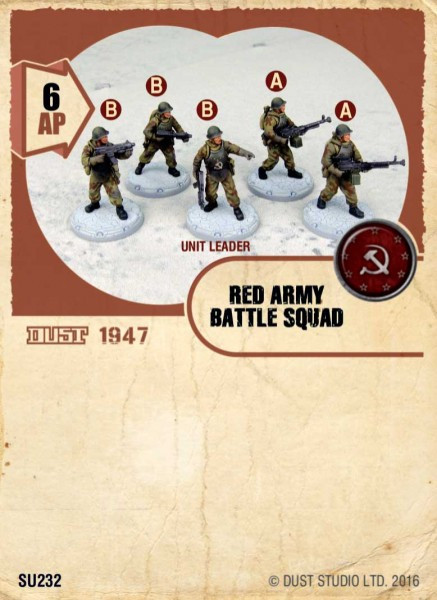 6
AP
B
B
B
A
A
UNIT LEADER
RED ARMY
BATTLE SQUAD
DUST 1947
SU232
© DUST STUDIO LTD. 2016